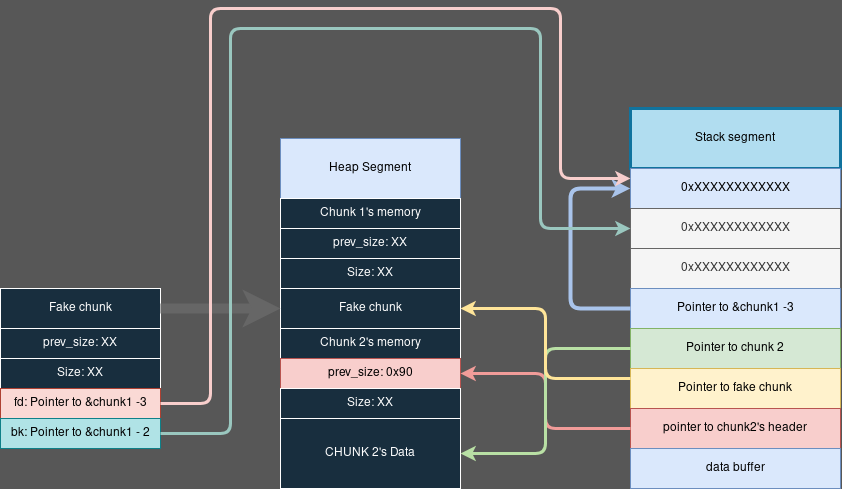 Fake chunk
prev_size: XX
Size: XX
fd: Pointer to &chunk1 -3
bk: Pointer to &chunk1 - 2
Heap Segment
Chunk 1's memory
prev_size: XX
Size: XX
Fake chunk
Chunk 2's memory
prev_size: 0x90
Size: XX
CHUNK 2's Data
Stack segment
0xXXXXXXXXXXXX
0xXXXXXXXXXXXX
0xXXXXXXXXXXXX
Pointer to &chunk1 -3
Pointer to chunk 2
Pointer to fake chunk
pointer to chunk2's header
data buffer